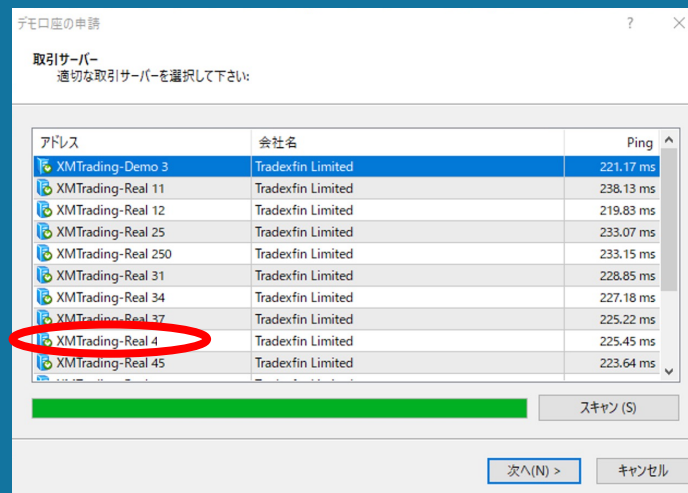 デモ口座の申請 ?
取引サーバー
適切な取引サーバーを選択して下さい:
アドレス 会社名 Ping
XMTrading-Demo 3 Tradexfin Limited 221.17 ms
XMTrading-Real 11 Tradexfin Limited 238.13 ms
XMTrading-Real 12 Tradexfin Limited 219.83 ms
XMTrading-Real 25 Tradexfin Limited 233.07 ms
XMTrading-Real 250 Tradexfin Limited 233.15 ms
XMTrading-Real 31 Tradexfin Limited 228.85 ms
XMTrading-Real 34 Tradexfin Limited 227.18 ms
XMTrading-Real 37 Tradexfin Limited 225.22 ms
XMTrading-Real 4 Tradexfin Limited 225.45 ms
XMTrading-Real 45 Tradexfin Limited 223.64 ms
スキャン (S)
次へ(N) > キャンセル